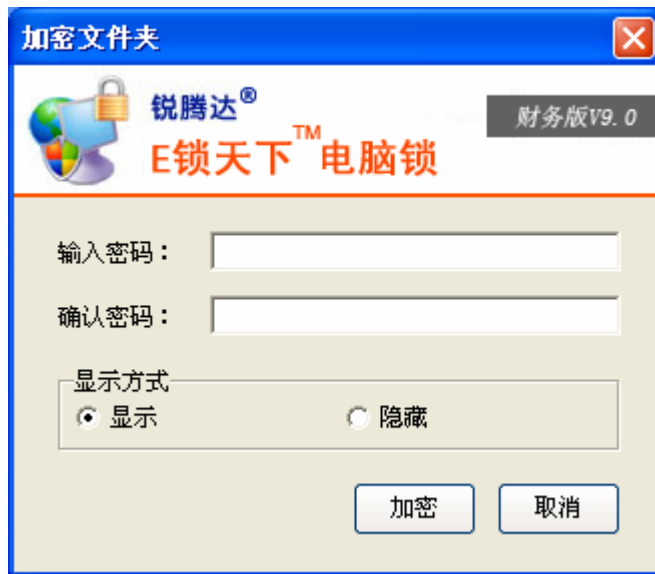 加密文件夹
锐腾达®
财务版V9.0
E锁天下™电脑锁
输入密码：
确认密码：
显示方式
显示
隐藏
加密
取消